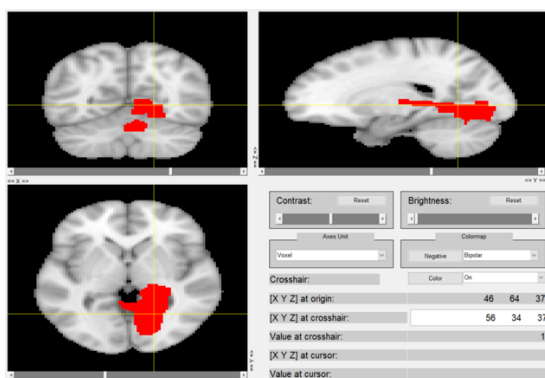 << Z >>
<< X >>
<< Y >>
Contrast: Reset
Brightness: Reset
Axes Unit
Colormap
Voxel
Negative Bipolar
Crosshair:
Color On
[X Y Z] at origin: 46 64 37
[X Y Z] at crosshair: 56 34 37
Value at crosshair: 1
[X Y Z] at cursor:
Value at cursor:
<< Y >>